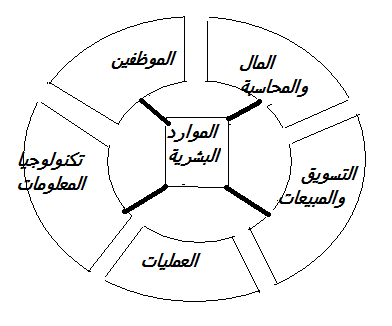 الموظفين
المال
والمحاسبة
الموارد
البشرية
تكنولوجيا
المعلومات
التسويق
والمبيعات
العمليات